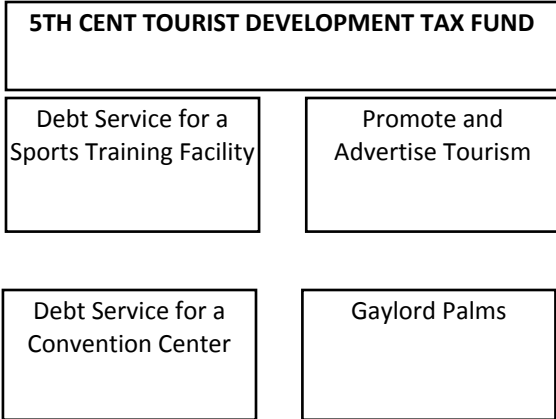 5TH CENT TOURIST DEVELOPMENT TAX FUND
Debt Service for a
Sports Training Facility
Promote and
Advertise Tourism
Debt Service for a
Convention Center
Gaylord Palms